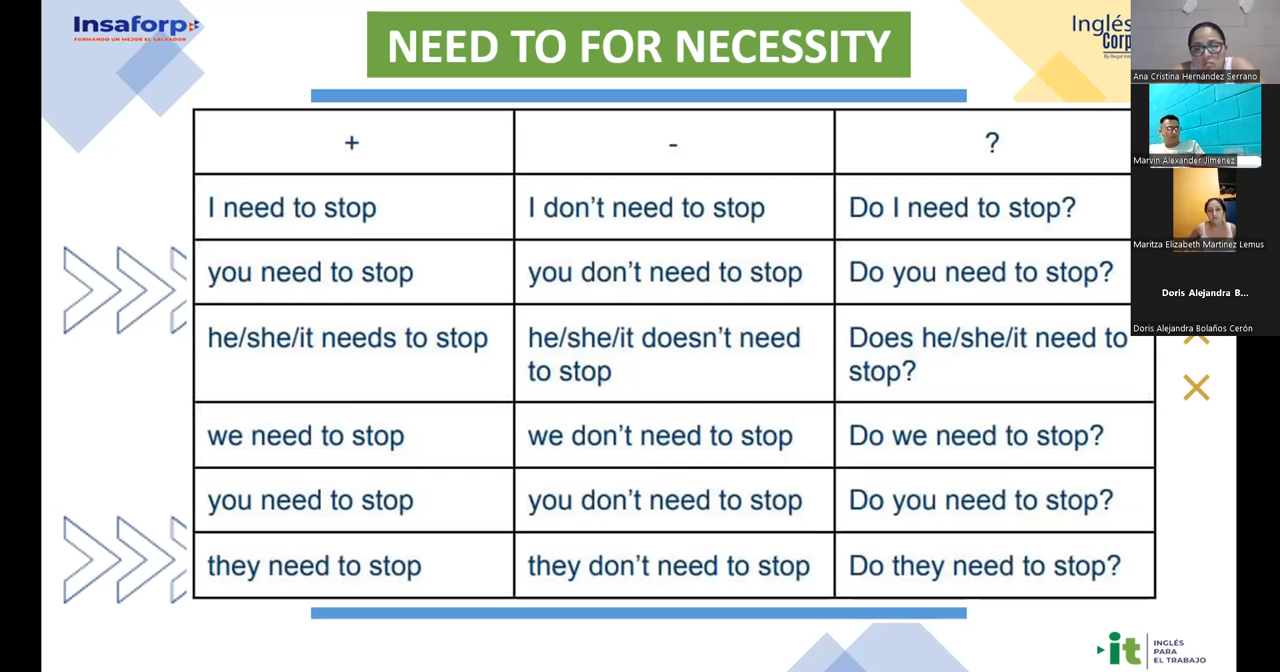 Insaforp
FORMANDO UN MEJOR EL SALVADOR
NEED TO FOR NECESSITY
Inglés
Corp
+ - ?
I need to stop I don't need to stop Do I need to stop?
you need to stop you don't need to stop Do you need to stop?
he/she/it needs to stop he/she/it doesn't need Does he/she/it need to
to stop stop?
we need to stop we don't need to stop Do we need to stop?
you need to stop you don't need to stop Do you need to stop?
they need to stop they don't need to stop Do they need to stop?
Ana Cristina Hernández Serrano
Marvin Alexander Jimenez
Maritza Elizabeth Martinez Lemus
Doris Alejandra B...
Doris Alejandra Bolaños Cerón
it
INGLÉS
PARA
EL TRABAJO